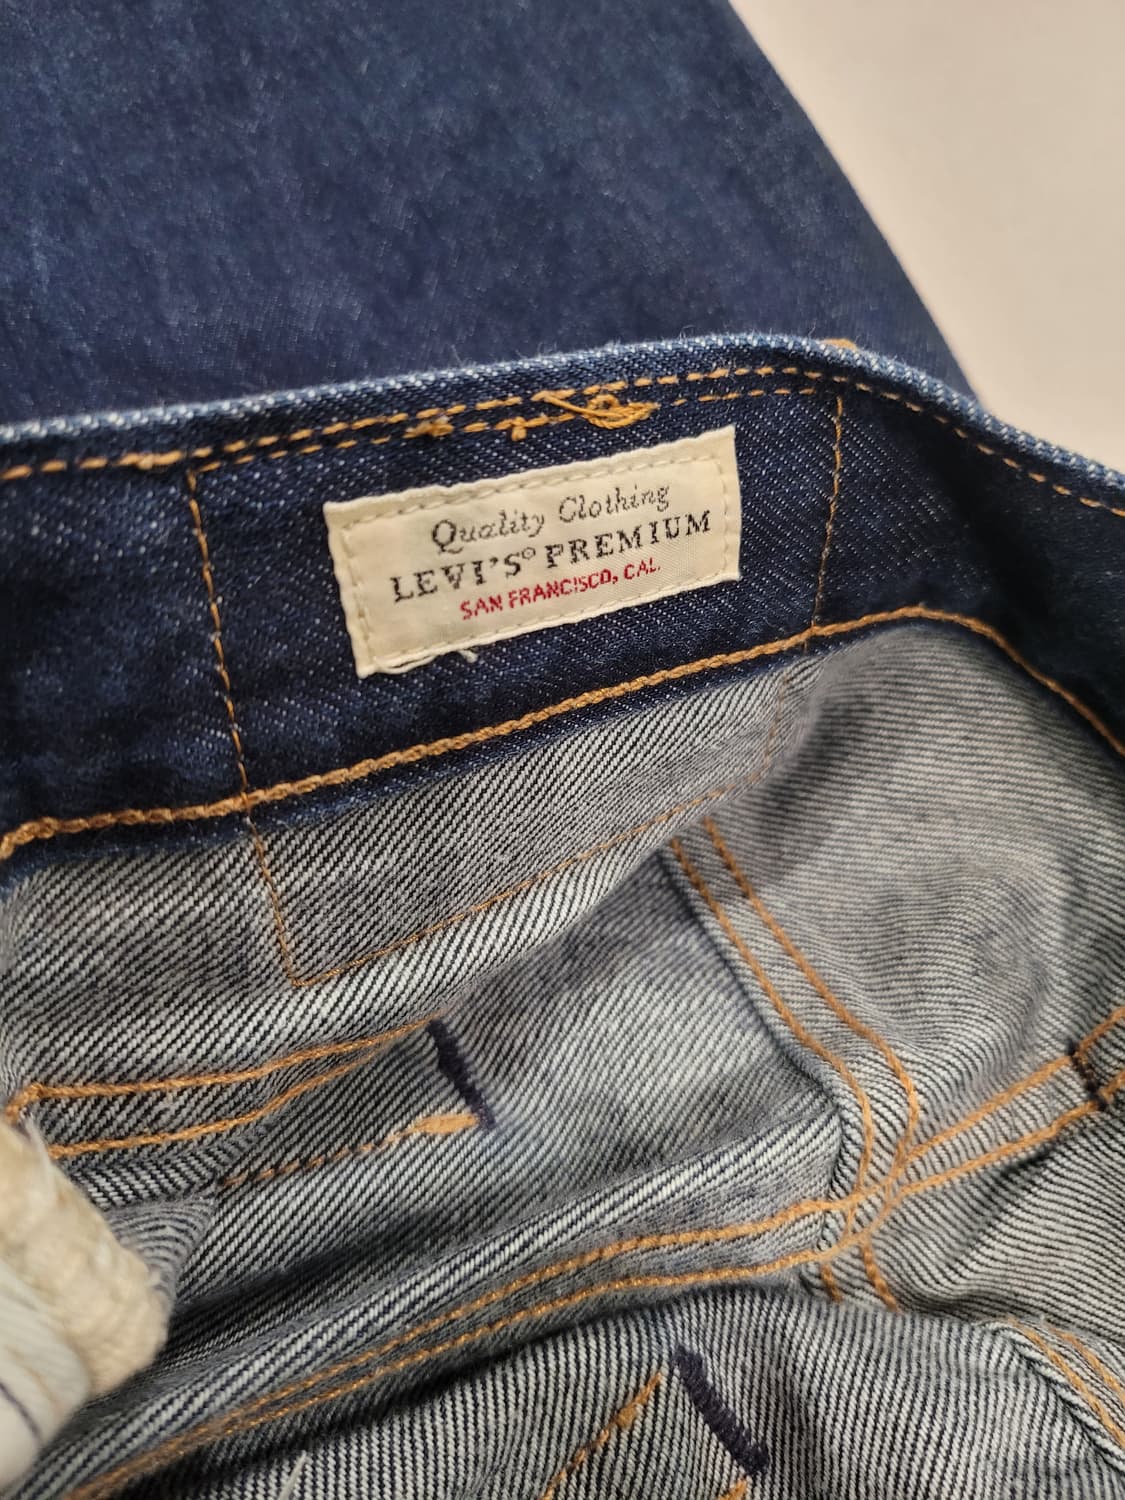 Quality Clothing
LEVI'S® PREMIUM
SAN FRANCISCO, CAL.